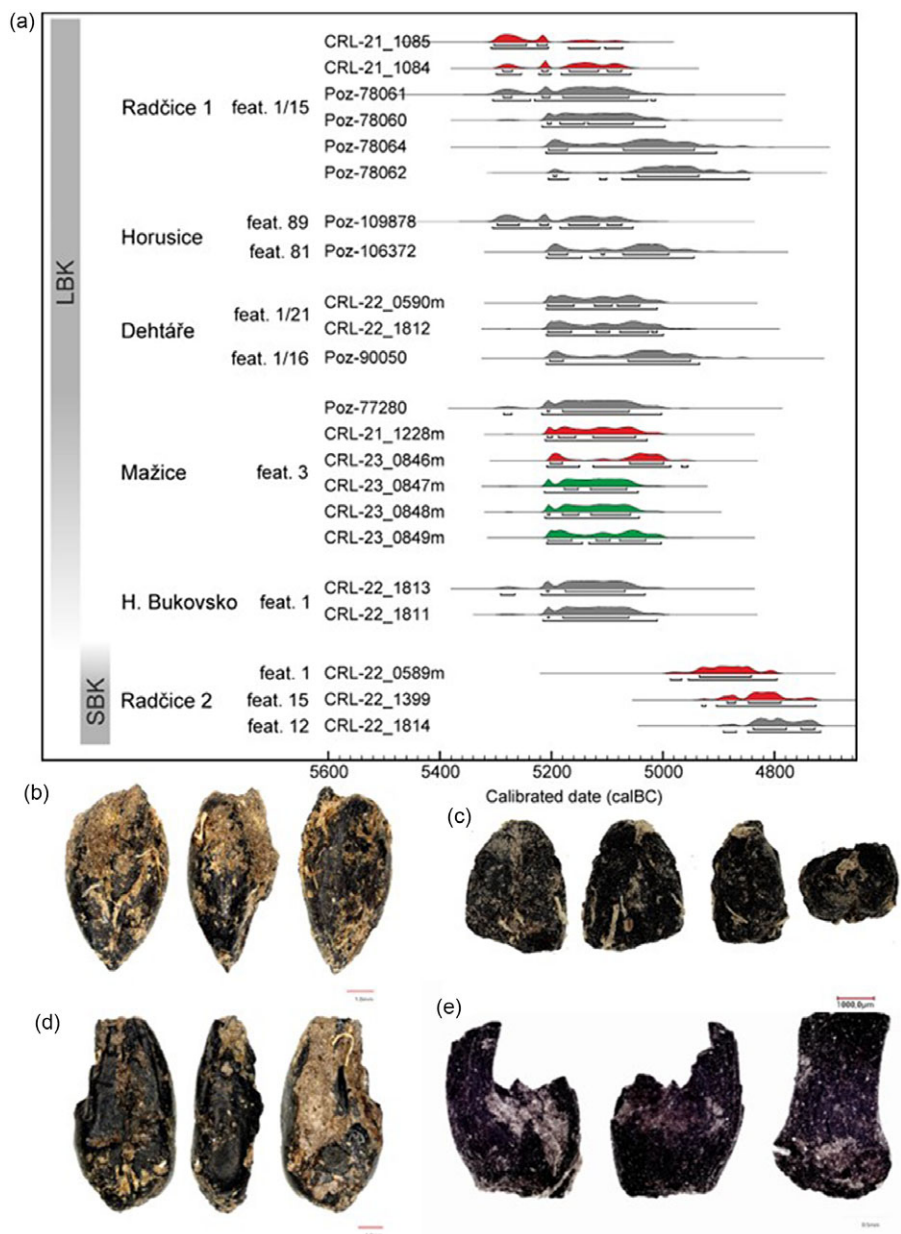 (a)
LBK
SBK
Radčice 1 feat. 1/15
CRL-21_1085
CRL-21_1084
Poz-78061
Poz-78060
Poz-78064
Poz-78062
Horusice
feat. 89 Poz-109878
feat. 81 Poz-106372
Dehtáře
feat. 1/21
CRL-22_0590m
CRL-22_1812
feat. 1/16 Poz-90050
Mažice feat. 3
Poz-77280
CRL-21_1228m
CRL-23_0846m
CRL-23_0847m
CRL-23_0848m
CRL-23_0849m
H. Bukovsko feat. 1
CRL-22_1813
CRL-22_1811
Radčice 2
feat. 1 CRL-22_0589m
feat. 15 CRL-22_1399
feat. 12 CRL-22_1814
5600 5400 5200 5000 4800
Calibrated date (calBC)
(b)
(c)
(d)
(e)
1000,0µm